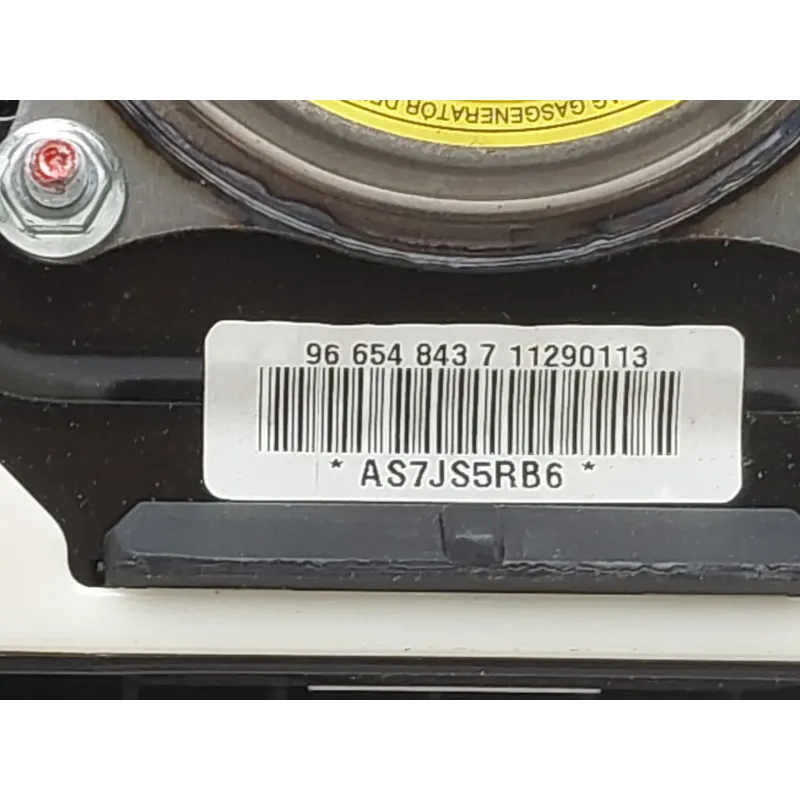 GASGENERATOR
96 654 843 7 11290113
* AS7JS5RB6 *